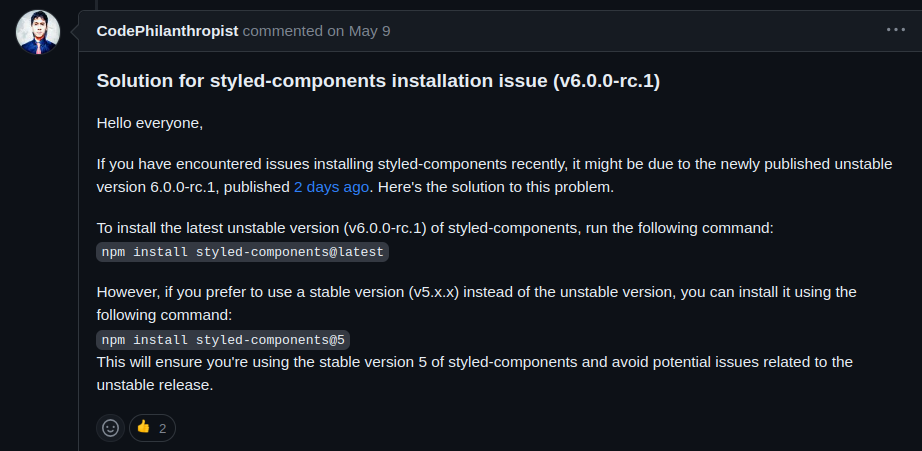 CodePhilanthropist commented on May 9
Solution for styled-components installation issue (v6.0.0-rc.1)
Hello everyone,
If you have encountered issues installing styled-components recently, it might be due to the newly published unstable
version 6.0.0-rc.1, published 2 days ago. Here's the solution to this problem.
To install the latest unstable version (v6.0.0-rc.1) of styled-components, run the following command:
npm install styled-components@latest
However, if you prefer to use a stable version (v5.x.x) instead of the unstable version, you can install it using the
following command:
npm install styled-components@5
This will ensure you're using the stable version 5 of styled-components and avoid potential issues related to the
unstable release.
👍 2